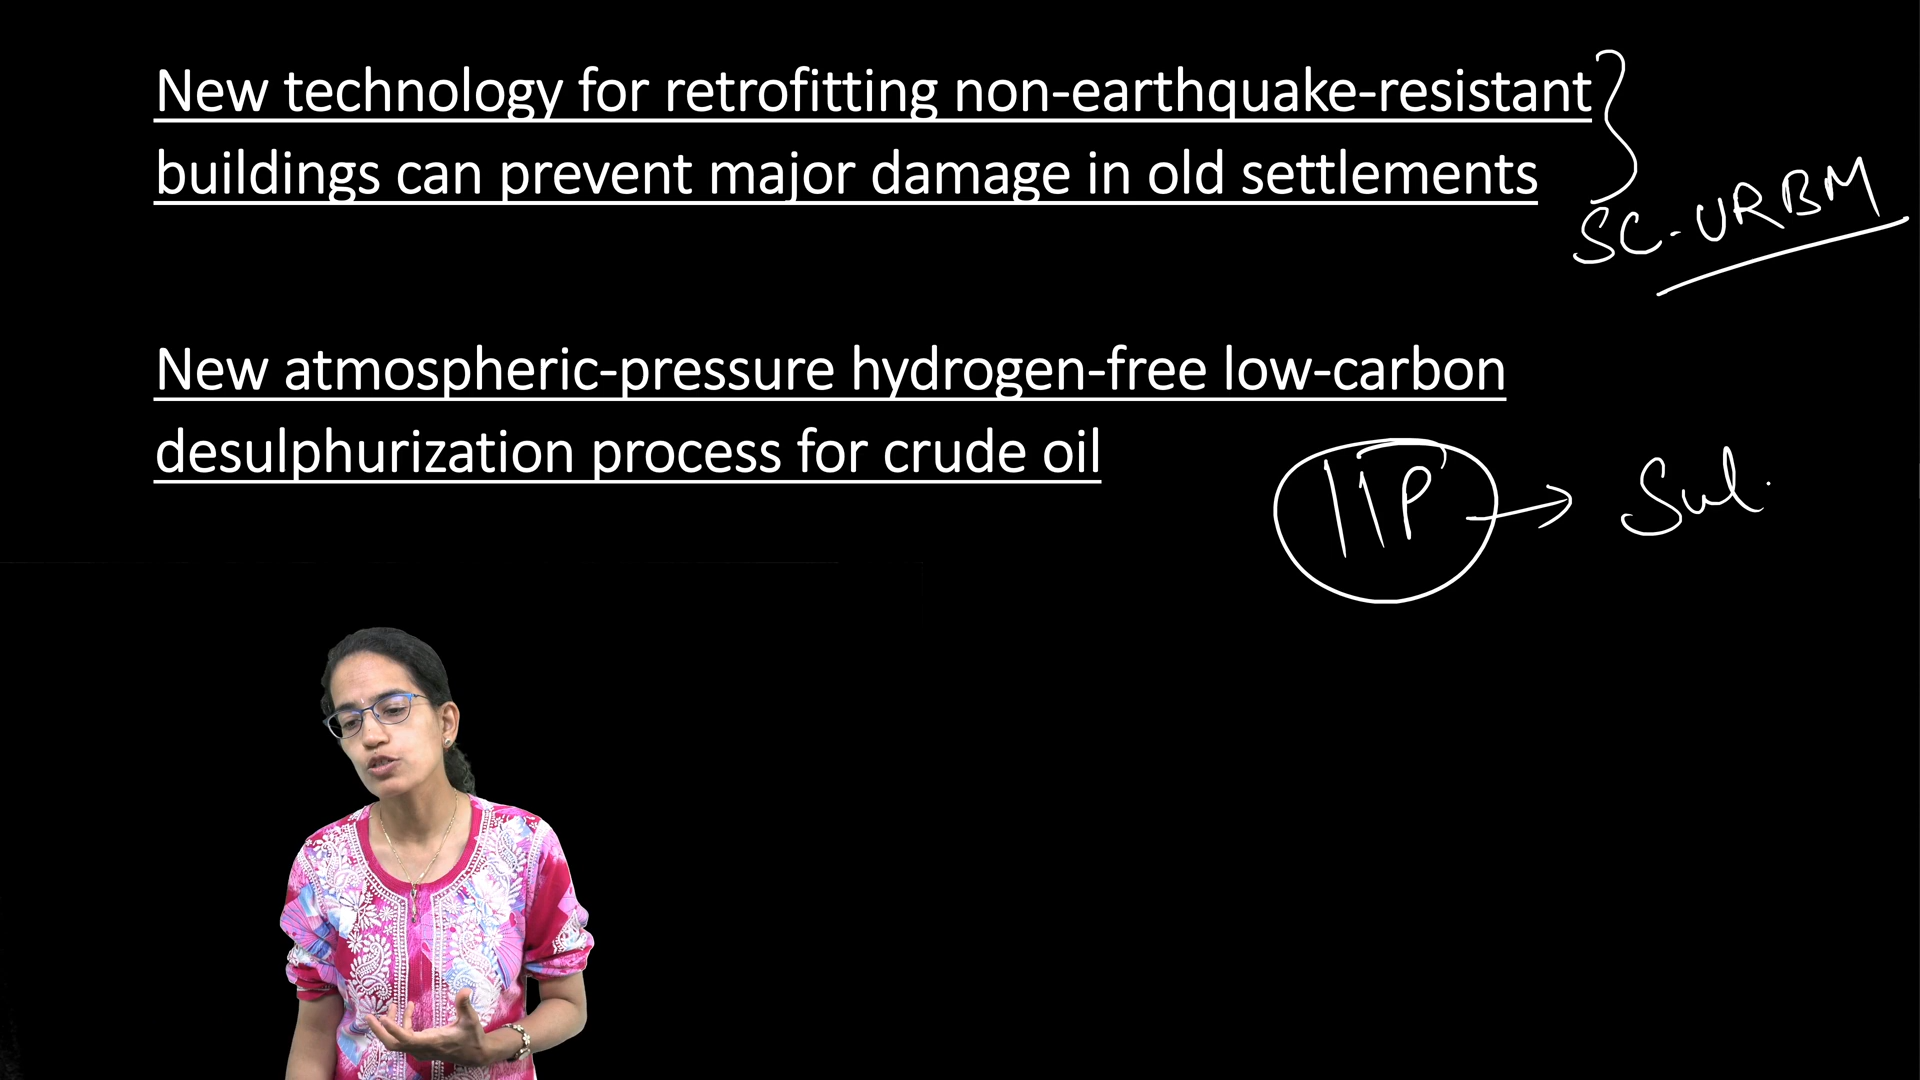 New technology for retrofitting non-earthquake-resistant
buildings can prevent major damage in old settlements
SC-URBM
New atmospheric-pressure hydrogen-free low-carbon
desulphurization process for crude oil
IIP → Sul.